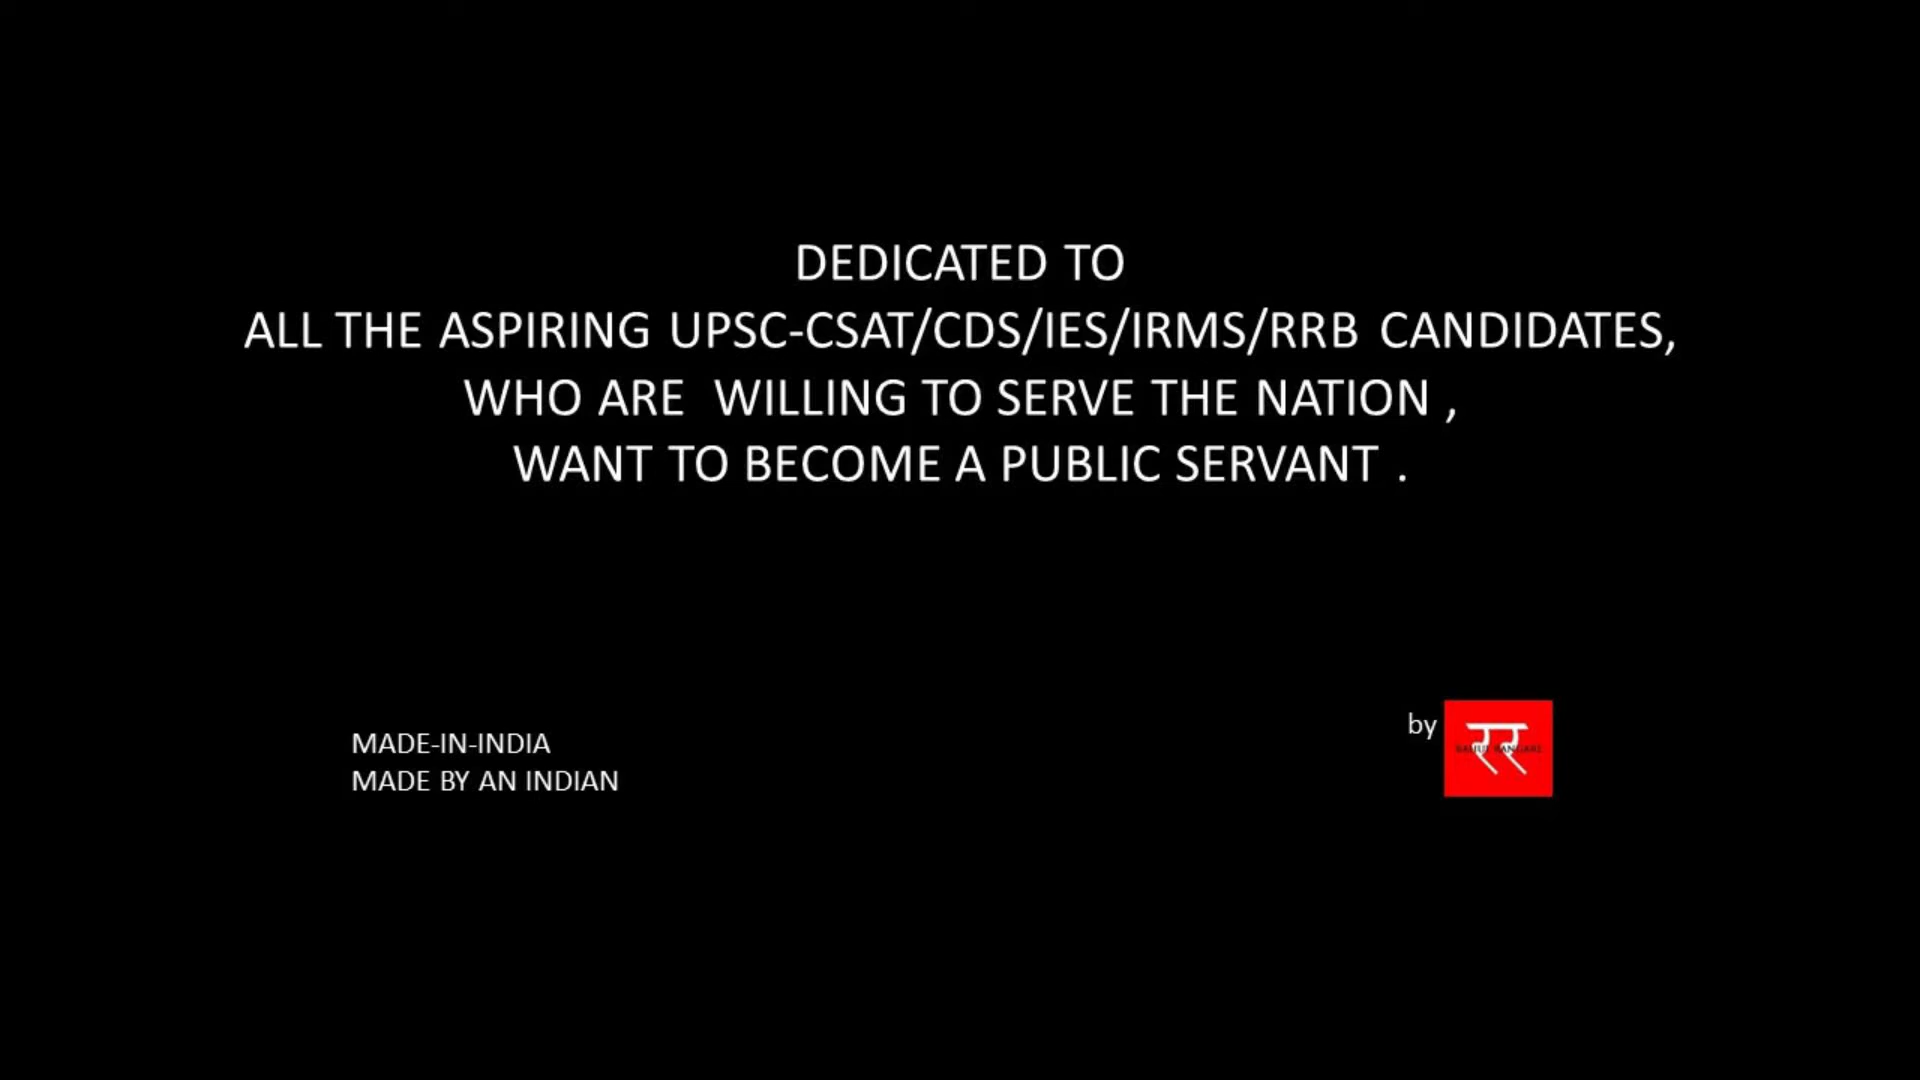 DEDICATED TO
ALL THE ASPIRING UPSC-CSAT/CDS/IES/IRMS/RRB CANDIDATES,
WHO ARE WILLING TO SERVE THE NATION ,
WANT TO BECOME A PUBLIC SERVANT .
by
रर
MADE-IN-INDIA
MADE BY AN INDIAN